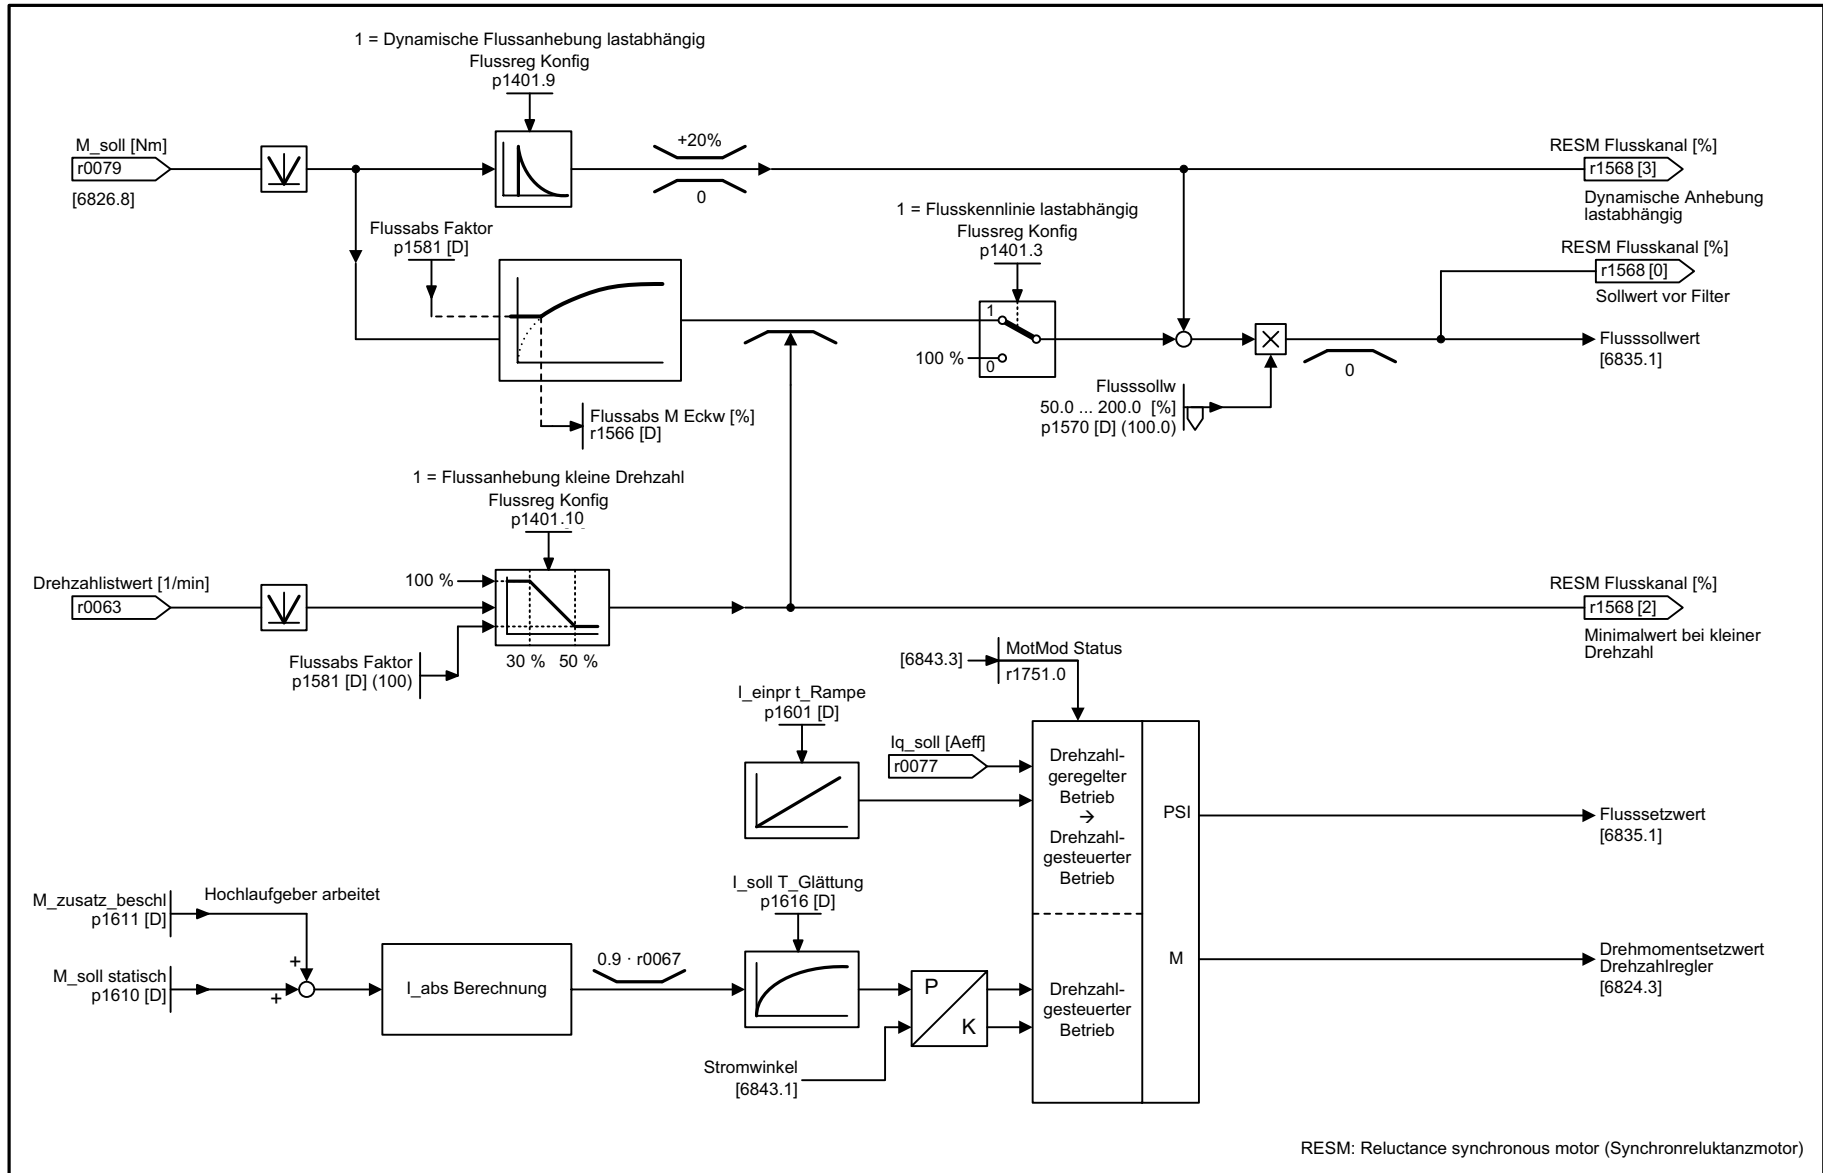 1 = Dynamische Flussanhebung lastabhängig
Flussreg Konfig
p1401.9
M_soll [Nm]
r0079
[6826.8]
+20%
0
RESM Flusskanal [%]
r1568 [3]
Dynamische Anhebung
lastabhängig
Flussabs Faktor
p1581 [D]
1 = Flusskennlinie lastabhängig
Flussreg Konfig
p1401.3
RESM Flusskanal [%]
r1568 [0]
Sollwert vor Filter
1
100 %
0
0
Flusssollwert
[6835.1]
Flusssollw
50.0 ... 200.0 [%]
p1570 [D] (100.0)
Flussabs M Eckw [%]
r1566 [D]
1 = Flussanhebung kleine Drehzahl
Flussreg Konfig
p1401.10
Drehzahlistwert [1/min]
r0063
100 %
30 % 50 %
Flussabs Faktor
p1581 [D] (100)
RESM Flusskanal [%]
r1568 [2]
Minimalwert bei kleiner
Drehzahl
[6843.3]
MotMod Status
r1751.0
I_einpr t_Rampe
p1601 [D]
Iq_soll [Aeff]
r0077
Drehzahl-
geregelter
Betrieb
→
Drehzahl-
gesteuerter
Betrieb
PSI
Flusssetzwert
[6835.1]
I_soll T_Glättung
p1616 [D]
M_zusatz_beschl
p1611 [D]
Hochlaufgeber arbeitet
+
M_soll statisch
p1610 [D]
+
I_abs Berechnung
0.9 · r0067
P
K
Drehzahl-
gesteuerter
Betrieb
M
Drehmomentsetzwert
Drehzahlregler
[6824.3]
Stromwinkel
[6843.1]
RESM: Reluctance synchronous motor (Synchronreluktanzmotor)